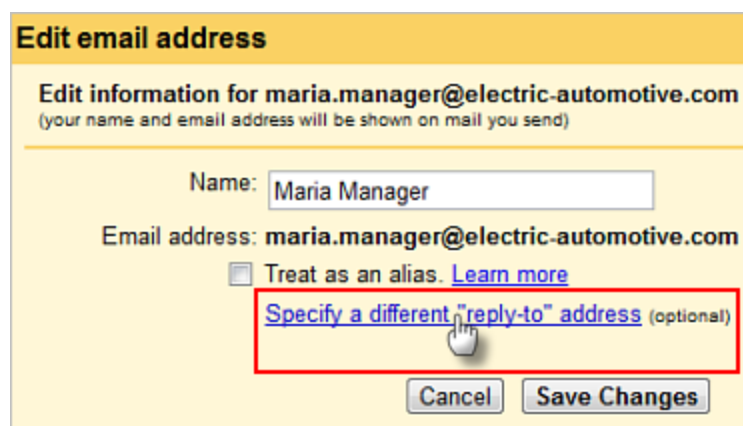 Edit email address
Edit information for maria.manager@electric-automotive.com
(your name and email address will be shown on mail you send)
Name: Maria Manager
Email address: maria.manager@electric-automotive.com
Treat as an alias. Learn more
Specify a different "reply-to" address (optional)
Cancel Save Changes